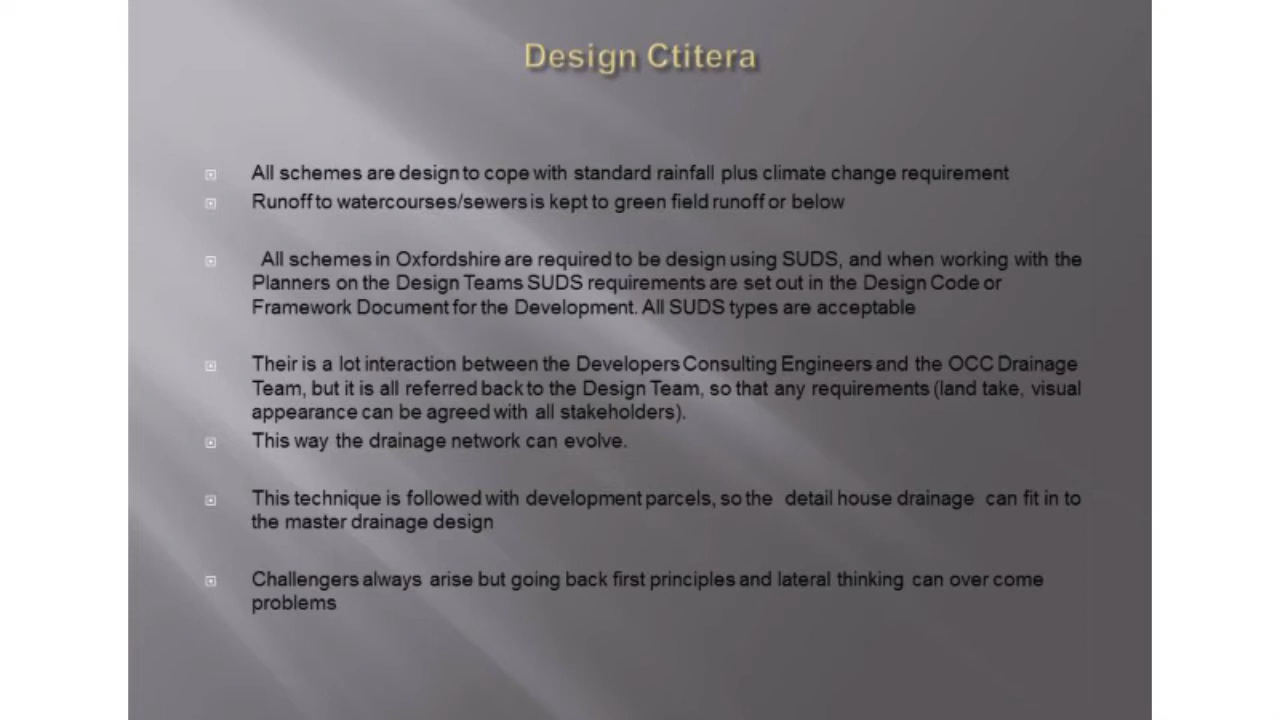 Design Ctitera
All schemes are design to cope with standard rainfall plus climate change requirement
Runoff to watercourses/sewers is kept to green field runoff or below
All schemes in Oxfordshire are required to be design using SUDS, and when working with the
Planners on the Design Teams SUDS requirements are set out in the Design Code or
Framework Document for the Development. All SUDS types are acceptable
Their is a lot interaction between the Developers Consulting Engineers and the OCC Drainage
Team, but it is all referred back to the Design Team, so that any requirements (land take, visual
appearance can be agreed with all stakeholders).
This way the drainage network can evolve.
This technique is followed with development parcels, so the detail house drainage can fit in to
the master drainage design
Challengers always arise but going back first principles and lateral thinking can over come
problems